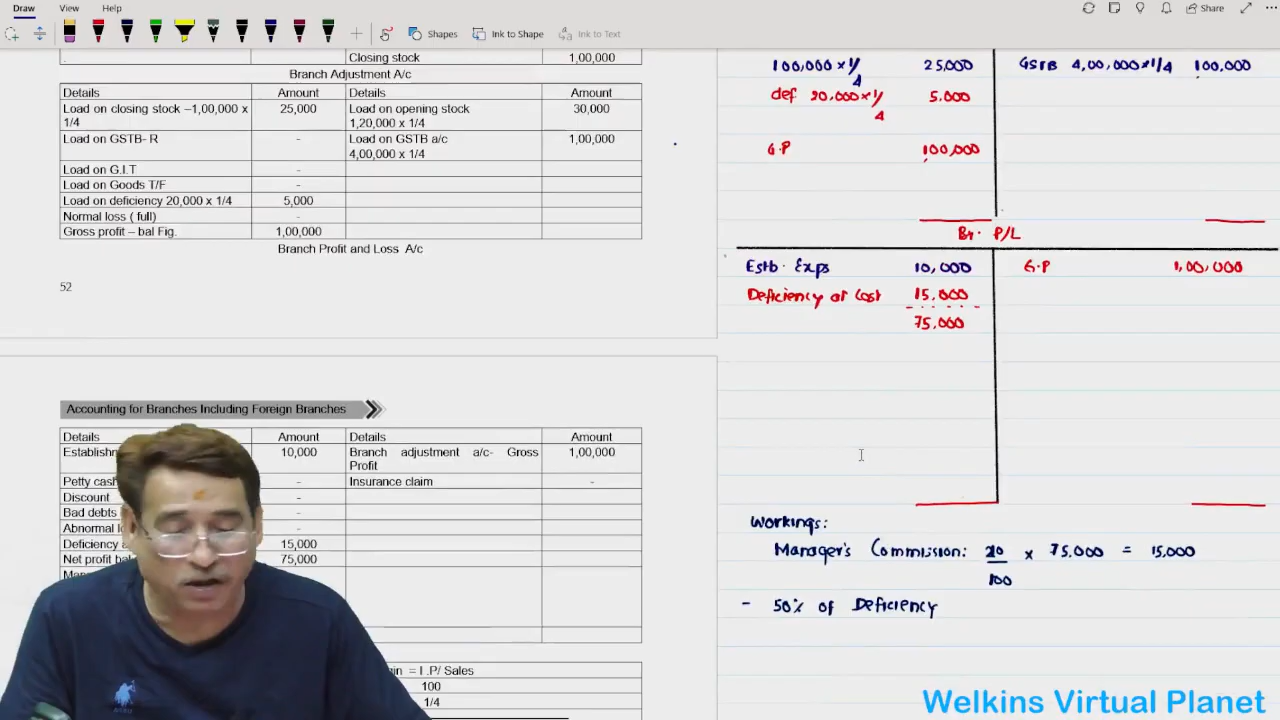 Draw View Help
Share
Shapes Ink to Shape Ink to Text
Closing stock 1,00,000
Branch Adjustment A/c
Details Amount Details Amount
Load on closing stock –1,00,000 x 25,000 Load on opening stock 30,000
1/4 1,20,000 x 1/4
Load on GSTB- R - Load on GSTB a/c 1,00,000
4,00,000 x 1/4
Load on G.I.T -
Load on Goods T/F -
Load on deficiency 20,000 x 1/4 5,000
Normal loss ( full) -
Gross profit – bal Fig. 1,00,000
Branch Profit and Loss A/c
52
Accounting for Branches Including Foreign Branches
Details Amount Details Amount
10,000 Branch adjustment a/c- Gross 1,00,000
Profit
Petty cas - Insurance claim -
Discount -
Bad debts -
Abnormal -
Deficiency 15,000
Net profit ba 75,000
= I .P/ Sales
100
1/4
100,000 x 1/4 25,000 GSTB 4,00,000 x 1/4 100,000
def 20,000 x 1/4 5,000
G.P 100,000
Br. P/L
Estb. Exps 10,000 G.P 1,00,000
Deficiency at Cost 15,000
75,000
Workings:
Manager's Commission: 20 x 75,000 = 15,000
100
- 50% of Deficiency
Welkins Virtual Planet